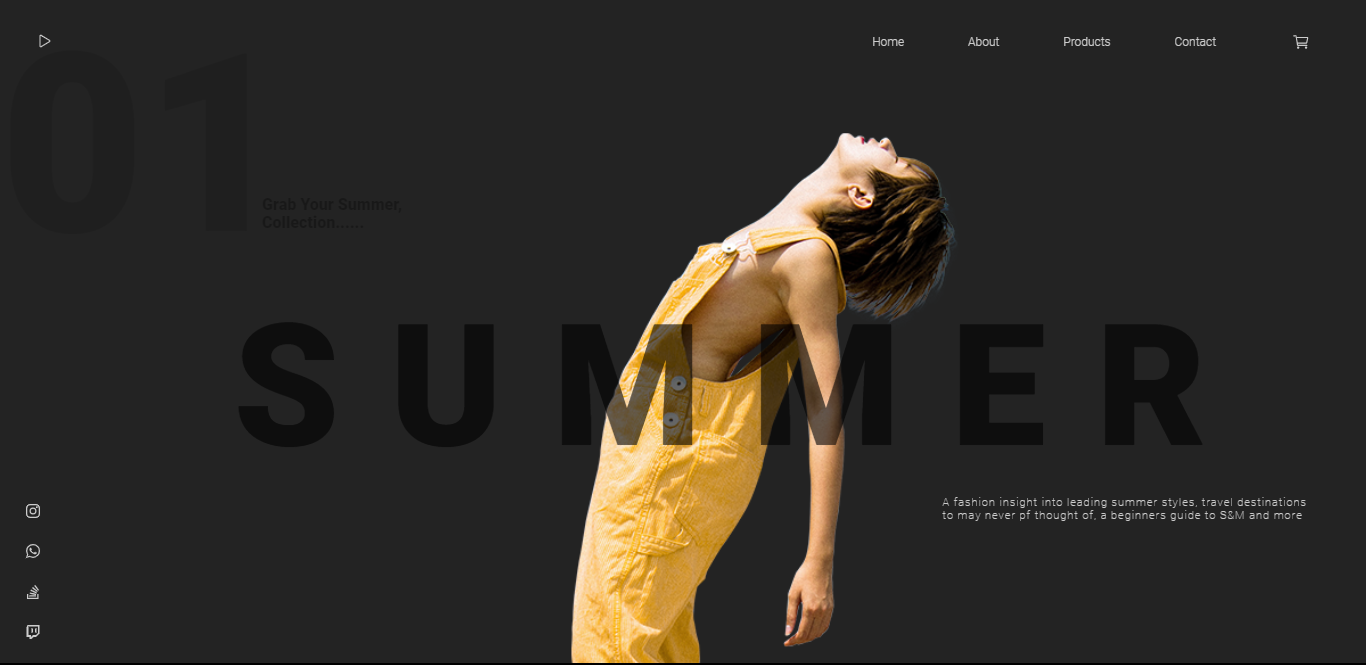 Home About Products Contact
01
Grab Your Summer,
Collection......
SUMMER
A fashion insight into leading summer styles, travel destinations
to may never pf thought of, a beginners guide to S&M and more